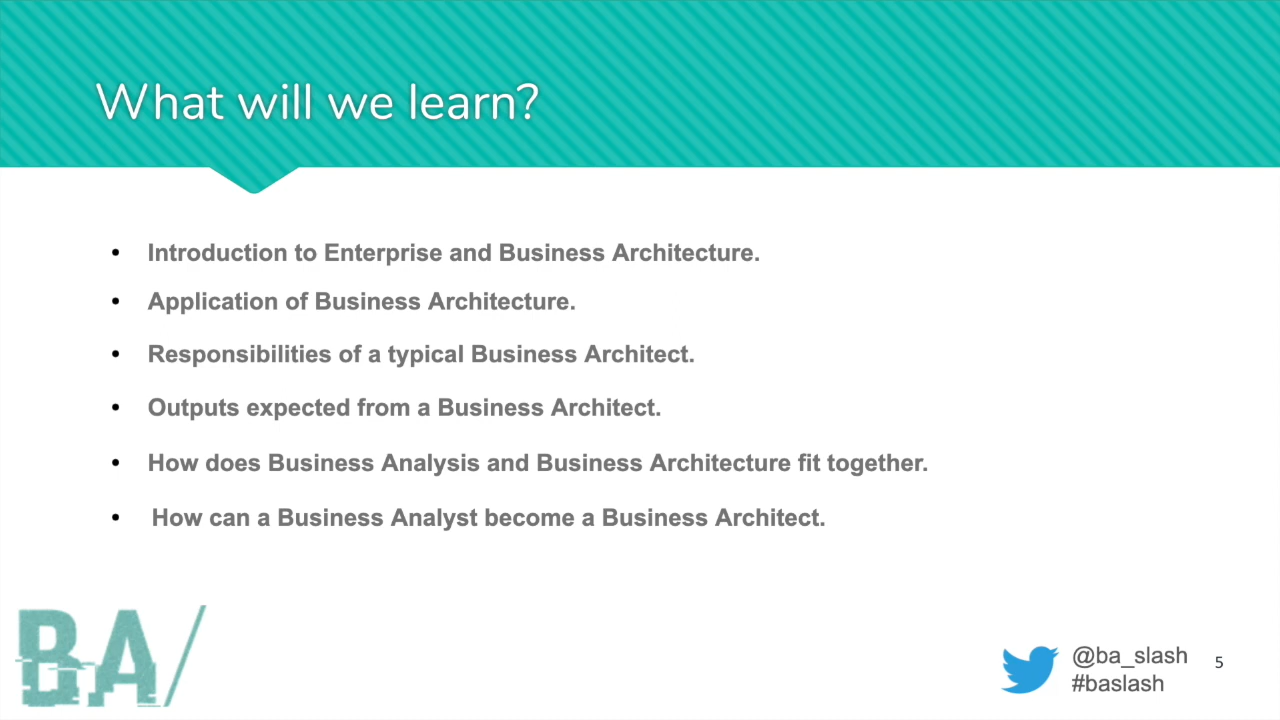 What will we learn?
• Introduction to Enterprise and Business Architecture.
• Application of Business Architecture.
• Responsibilities of a typical Business Architect.
• Outputs expected from a Business Architect.
• How does Business Analysis and Business Architecture fit together.
• How can a Business Analyst become a Business Architect.
BA/
@ba_slash
#baslash
5